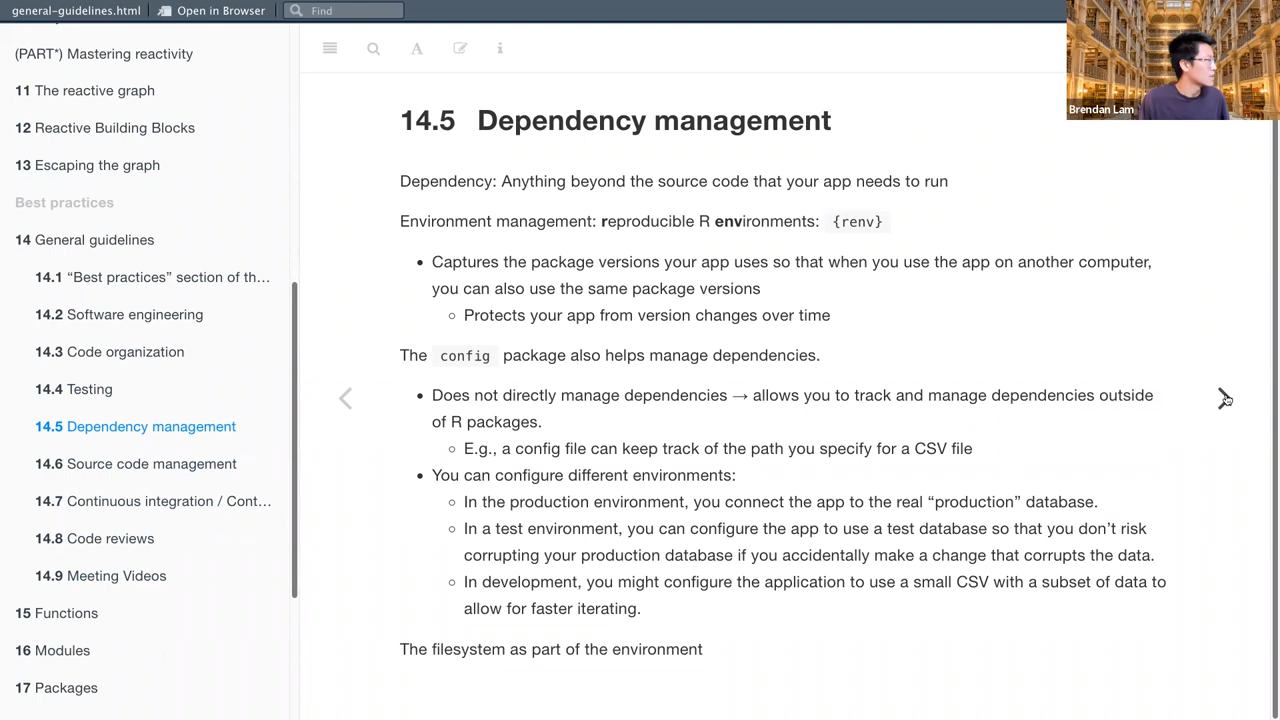 general-guidelines.html
Open in Browser
Find
(PART*) Mastering reactivity
11 The reactive graph
12 Reactive Building Blocks
13 Escaping the graph
Best practices
14 General guidelines
14.1 “Best practices” section of th…
14.2 Software engineering
14.3 Code organization
14.4 Testing
14.5 Dependency management
14.6 Source code management
14.7 Continuous integration / Cont…
14.8 Code reviews
14.9 Meeting Videos
15 Functions
16 Modules
17 Packages
Brendan Lam
14.5 Dependency management
Dependency: Anything beyond the source code that your app needs to run
Environment management: reproducible R environments: {renv}
• Captures the package versions your app uses so that when you use the app on another computer,
you can also use the same package versions
◦ Protects your app from version changes over time
The config package also helps manage dependencies.
• Does not directly manage dependencies → allows you to track and manage dependencies outside
of R packages.
◦ E.g., a config file can keep track of the path you specify for a CSV file
• You can configure different environments:
◦ In the production environment, you connect the app to the real “production” database.
◦ In a test environment, you can configure the app to use a test database so that you don’t risk
corrupting your production database if you accidentally make a change that corrupts the data.
◦ In development, you might configure the application to use a small CSV with a subset of data to
allow for faster iterating.
The filesystem as part of the environment